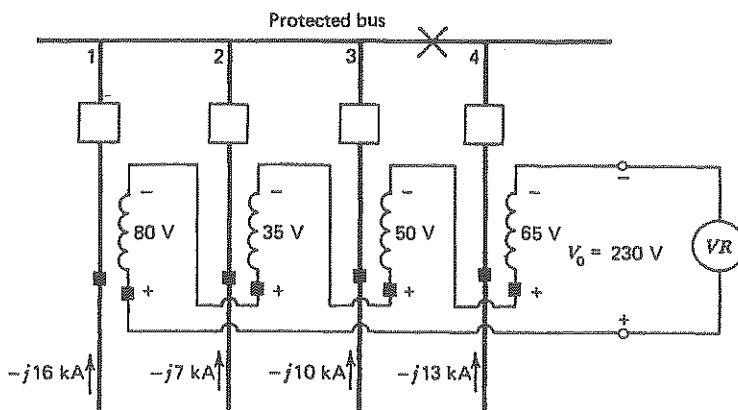 Protected bus
1 2 3 4
− − − − −
80 V 35 V 50 V 65 V V₀ = 230 V VR
+ + + + +
−j16 kA −j7 kA −j10 kA −j13 kA